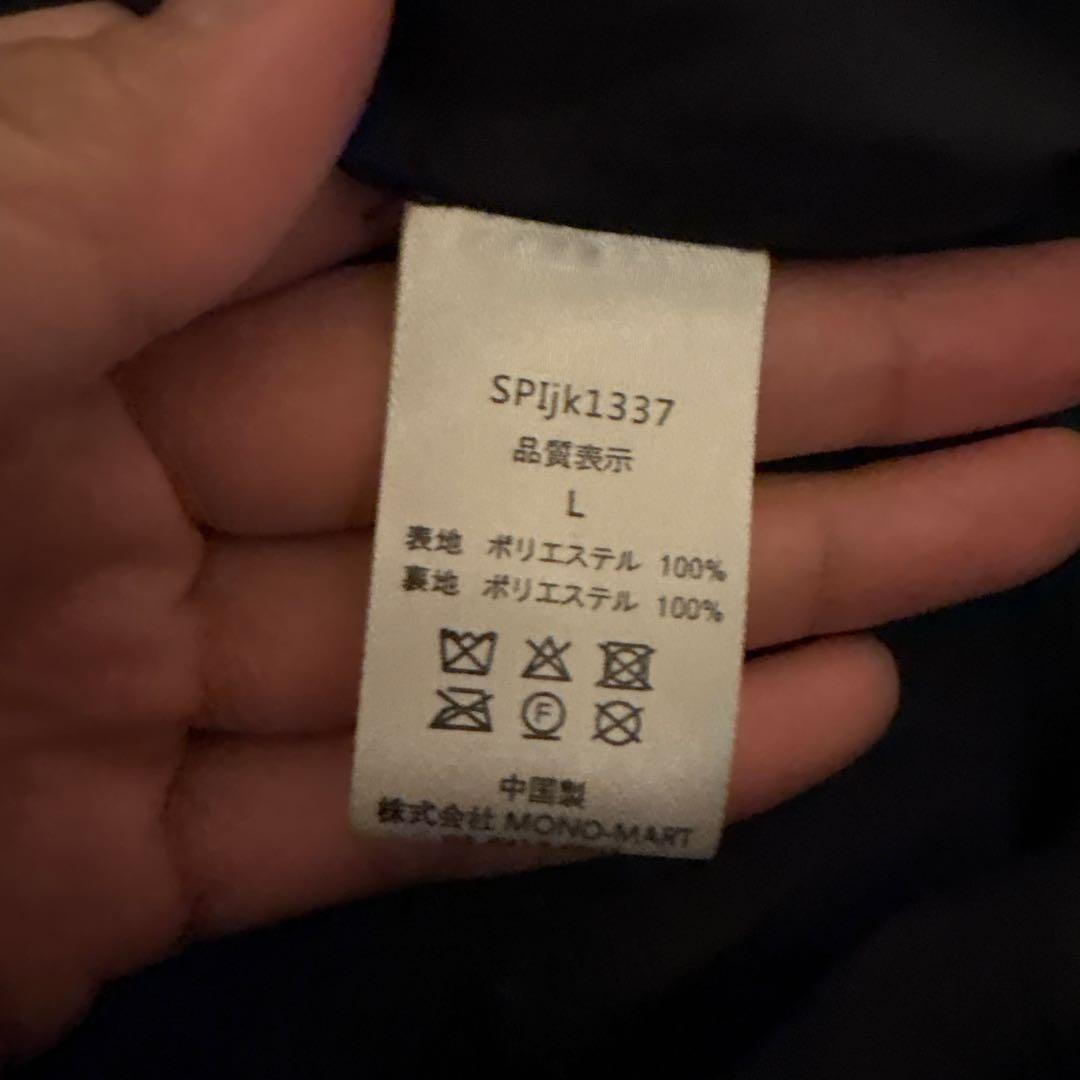 SPIjk1337
品質表示
L
表地 ポリエステル 100%
裏地 ポリエステル 100%
F
中国製
株式会社 MONO-MART